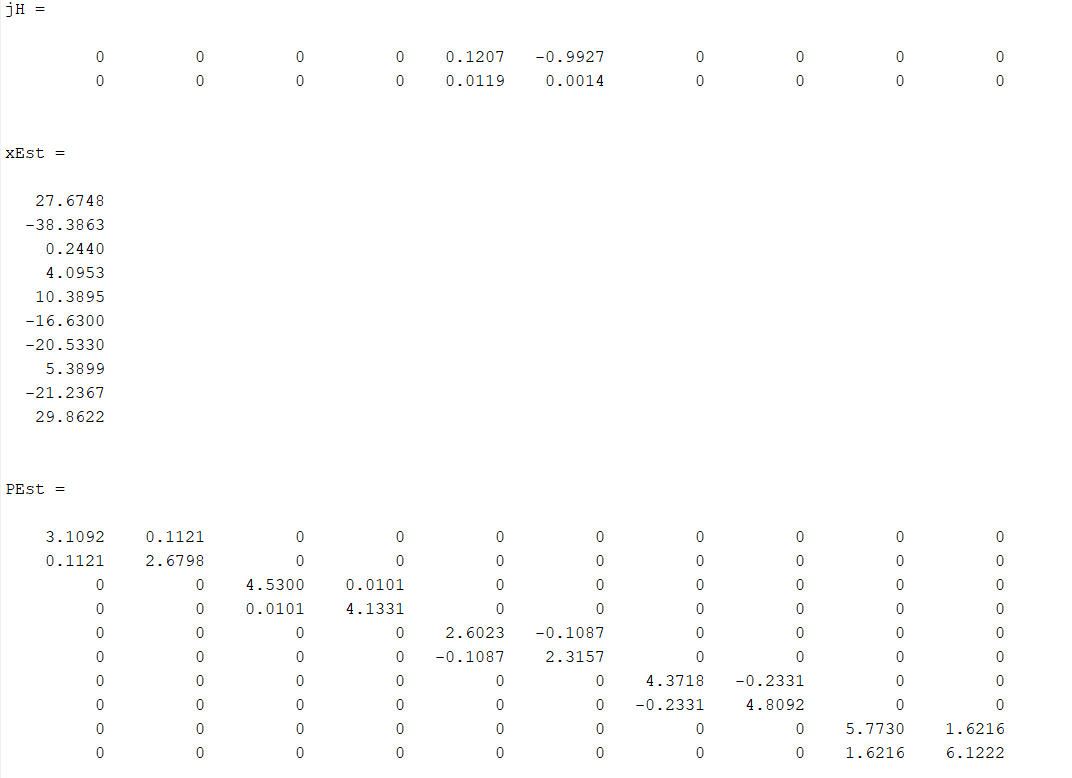 jH =
0 0 0 0 0.1207 -0.9927 0 0 0 0
0 0 0 0 0.0119 0.0014 0 0 0 0
xEst =
27.6748
-38.3863
0.2440
4.0953
10.3895
-16.6300
-20.5330
5.3899
-21.2367
29.8622
PEst =
3.1092 0.1121 0 0 0 0 0 0 0 0
0.1121 2.6798 0 0 0 0 0 0 0 0
0 0 4.5300 0.0101 0 0 0 0 0 0
0 0 0.0101 4.1331 0 0 0 0 0 0
0 0 0 0 2.6023 -0.1087 0 0 0 0
0 0 0 0 -0.1087 2.3157 0 0 0 0
0 0 0 0 0 0 4.3718 -0.2331 0 0
0 0 0 0 0 0 -0.2331 4.8092 0 0
0 0 0 0 0 0 0 0 5.7730 1.6216
0 0 0 0 0 0 0 0 1.6216 6.1222